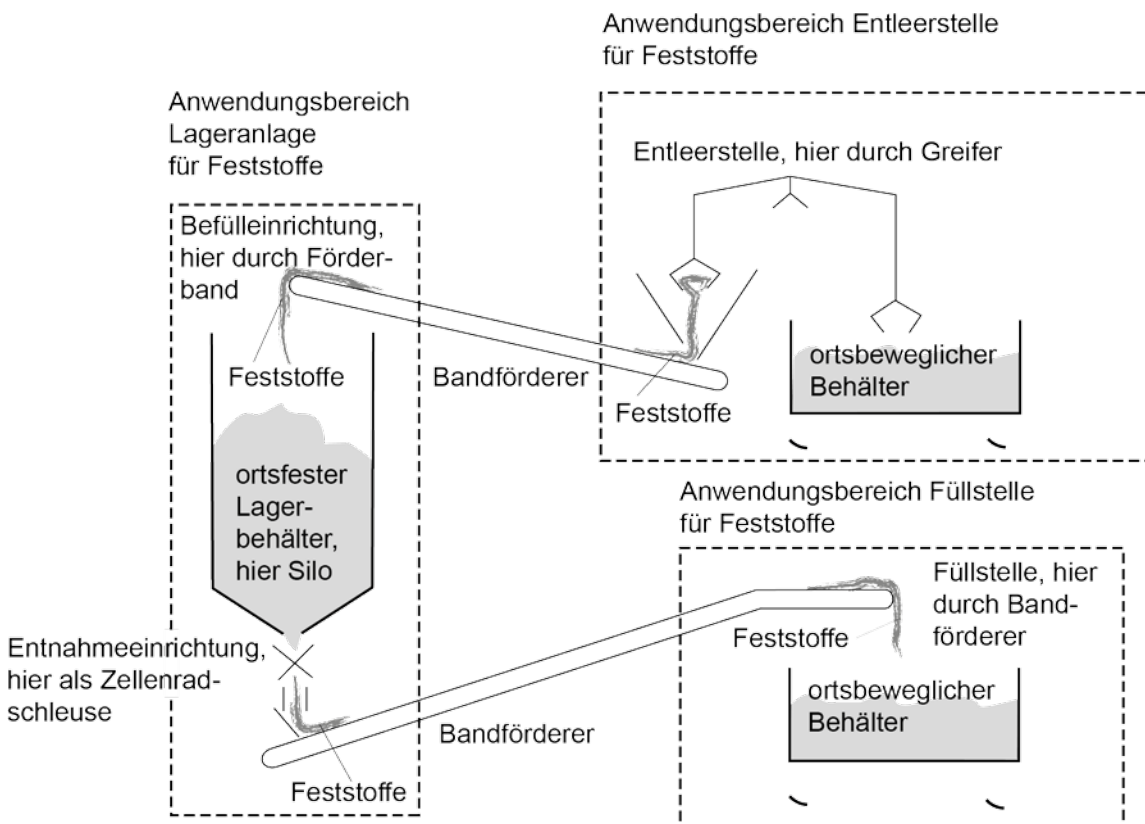 Anwendungsbereich Entleerstelle
für Feststoffe
Anwendungsbereich
Lageranlage
für Feststoffe
Entleerstelle, hier durch Greifer
Befülleinrichtung,
hier durch Förder-
band
Feststoffe
Bandförderer
Feststoffe
ortsbeweglicher
Behälter
ortsfester
Lager-
behälter,
hier Silo
Anwendungsbereich Füllstelle
für Feststoffe
Füllstelle, hier
durch Band-
förderer
Feststoffe
Entnahmeeinrichtung,
hier als Zellenrad-
schleuse
ortsbeweglicher
Behälter
Bandförderer
Feststoffe